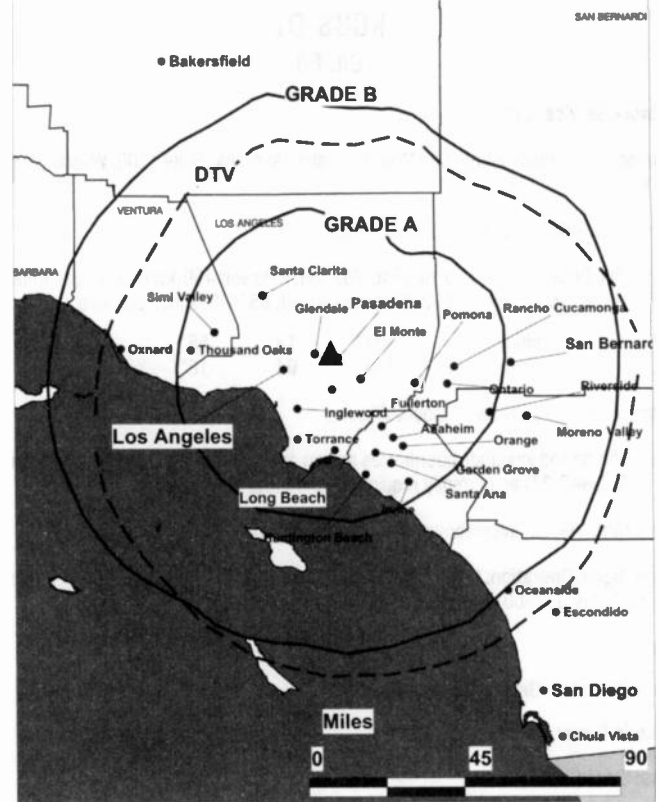 SAN BERNARDI
Bakersfield
GRADE B
DTV
VENTURA
LOS ANGELES
GRADE A
BARBARA
Santa Clarita
Simi Valley
Glendale
Pasadena
Pomona
Rancho Cucamonga
El Monte
San Bernard
Oxnard
Thousand Oaks
Ontario
Riverside
Fullerton
Inglewood
Moreno Valley
Los Angeles
Anaheim
Torrance
Orange
Garden Grove
Long Beach
Santa Ana
Huntington Beach
Oceanside
Escondido
San Diego
Miles
Chula Vista
0 45 90